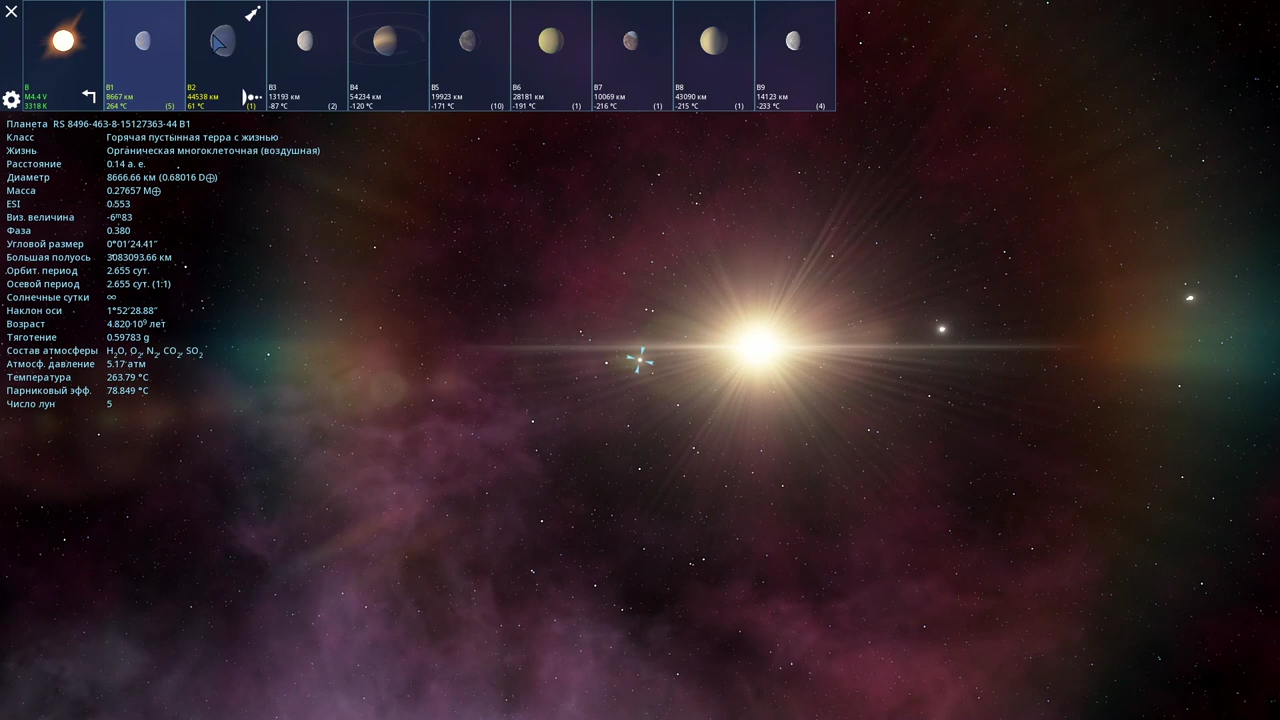 B
M4.4 V
3318 K
B1
8667 км
264 °C (5)
B2
44538 км
61 °C (1)
B3
13193 км
-87 °C (2)
B4
54234 км
-120 °C
B5
19923 км
-171 °C (10)
B6
28181 км
-191 °C (1)
B7
10069 км
-216 °C (1)
B8
43090 км
-215 °C (1)
B9
14123 км
-233 °C (4)
Планета RS 8496-463-8-15127363-44 B1
Класс Горячая пустынная терра с жизнью
Жизнь Органическая многоклеточная (воздушная)
Расстояние 0.14 а. е.
Диаметр 8666.66 км (0.68016 D⊕)
Масса 0.27657 M⊕
ESI 0.553
Виз. величина -6ᵐ83
Фаза 0.380
Угловой размер 0°01′24.41″
Большая полуось 3083093.66 км
Орбит. период 2.655 сут.
Осевой период 2.655 сут. (1:1)
Солнечные сутки ∞
Наклон оси 1°52′28.88″
Возраст 4.820·10⁹ лет
Тяготение 0.59783 g
Состав атмосферы H₂O, O₂, N₂, CO₂, SO₂
Атмосф. давление 5.17 атм
Температура 263.79 °C
Парниковый эфф. 78.849 °C
Число лун 5